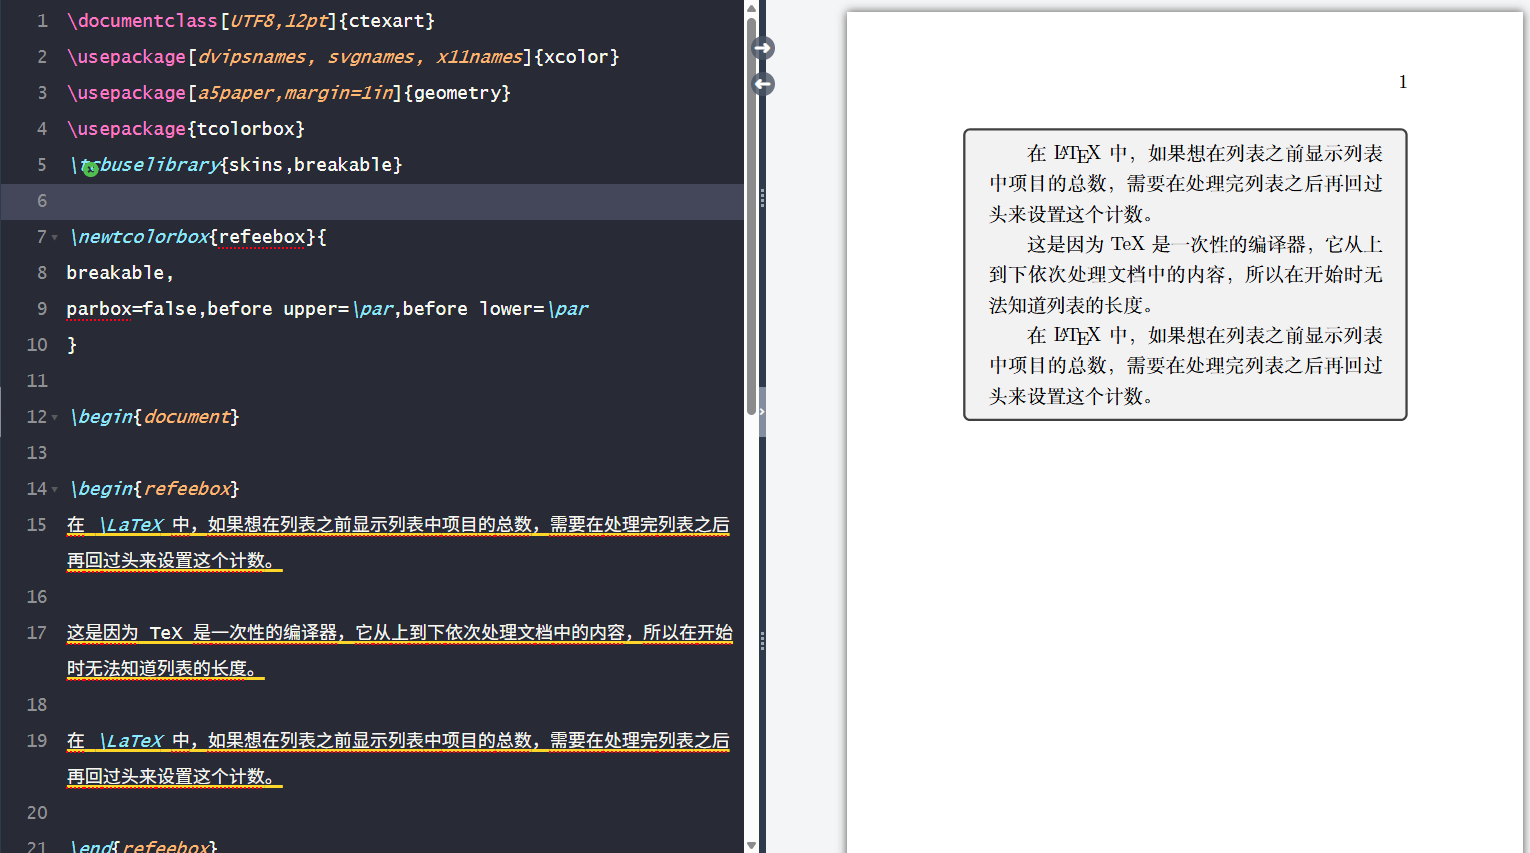 1 \documentclass[UTF8,12pt]{ctexart}
2 \usepackage[dvipsnames, svgnames, x11names]{xcolor}
3 \usepackage[a5paper,margin=1in]{geometry}
4 \usepackage{tcolorbox}
5 \tcbuselibrary{skins,breakable}
6
7 \newtcolorbox{refeebox}{
8 breakable,
9 parbox=false,before upper=\par,before lower=\par
10 }
11
12 \begin{document}
13
14 \begin{refeebox}
15 在 \LaTeX 中，如果想在列表之前显示列表中项目的总数，需要在处理完列表之后
再回过头来设置这个计数。
16
17 这是因为 TeX 是一次性的编译器，它从上到下依次处理文档中的内容，所以在开始
时无法知道列表的长度。
18
19 在 \LaTeX 中，如果想在列表之前显示列表中项目的总数，需要在处理完列表之后
再回过头来设置这个计数。
20
21 \end{refeebox}
1
在 LATEX 中，如果想在列表之前显示列表
中项目的总数，需要在处理完列表之后再回过
头来设置这个计数。
这是因为 TeX 是一次性的编译器，它从上
到下依次处理文档中的内容，所以在开始时无
法知道列表的长度。
在 LATEX 中，如果想在列表之前显示列表
中项目的总数，需要在处理完列表之后再回过
头来设置这个计数。